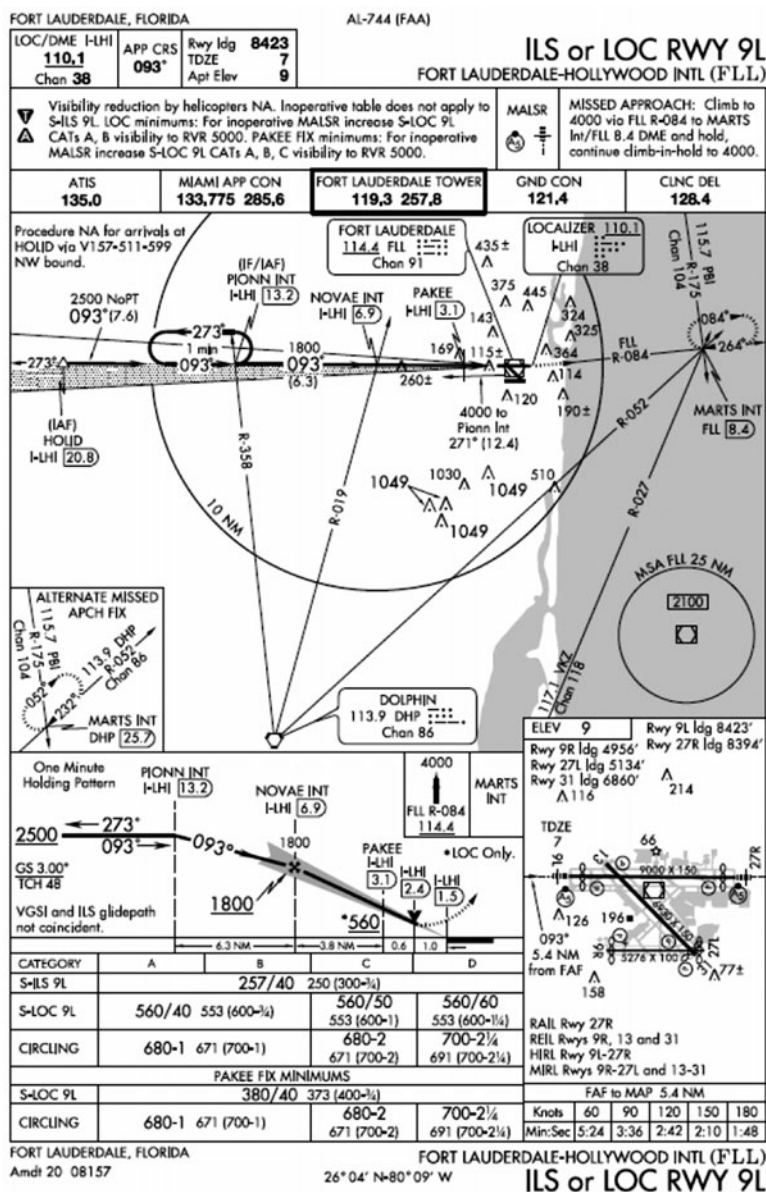 FORT LAUDERDALE, FLORIDA
AL-744 (FAA)
LOC/DME I-LHI
110.1
Chan 38
APP CRS
093°
Rwy ldg 8423
TDZE 7
Apt Elev 9
ILS or LOC RWY 9L
FORT LAUDERDALE-HOLLYWOOD INTL (FLL)
Visibility reduction by helicopters NA. Inoperative table does not apply to
S-ILS 9L. LOC minimums: For inoperative MALSR increase S-LOC 9L
CATs A, B visibility to RVR 5000. PAKEE FIX minimums: For inoperative
MALSR increase S-LOC 9L CATs A, B, C visibility to RVR 5000.
MALSR
MISSED APPROACH: Climb to
4000 via FLL R-084 to MARTS
Int/FLL 8.4 DME and hold,
continue climb-in-hold to 4000.
ATIS
135.0
MIAMI APP CON
133,775 285.6
FORT LAUDERDALE TOWER
119.3 257.8
GND CON
121.4
CLNC DEL
128.4
Procedure NA for arrivals at
HOLID via V157-511-599
NW bound.
2500 NoPT
093° (7.6)
(IF/IAF)
PIONN INT
I-LHI 13.2
NOVAE INT
I-LHI 6.9
FORT LAUDERDALE
114.4 FLL
Chan 91
PAKEE
I-LHI 3.1
LOCALIZER 110.1
I-LHI
Chan 38
115.7 PBI
Chan 104
R-175
435±
375
445
143
324
325
169
115±
364
FLL
R-084
084°
264°
273°
273°
1 min
1800
093°
093°
(6.3)
260±
114
120
190±
4000 to
Pionn Int
271° (12.4)
MARTS INT
FLL 8.4
(IAF)
HOLID
I-LHI 20.8
R-358
R-019
R-052
R-027
1049
1030
1049
510
1049
10 NM
MSA FLL 25 NM
2100
ALTERNATE MISSED
APCH FIX
115.7 PBI
Chan 104
R-175
113.9 DHP
R-052
Chan 86
052°
232°
MARTS INT
DHP 25.7
DOLPHIN
113.9 DHP
Chan 86
117.1 VKZ
Chan 118
One Minute
Holding Pattern
PIONN INT
I-LHI 13.2
NOVAE INT
I-LHI 6.9
4000
FLL R-084
114.4
MARTS
INT
2500
273°
093°
093°
1800
PAKEE
I-LHI
3.1
I-LHI
2.4
I-LHI
1.5
*LOC Only.
GS 3.00°
TCH 48
1800
*560
VGSI and ILS glidepath
not coincident.
6.3 NM
3.8 NM
0.6
1.0
ELEV 9
Rwy 9L ldg 8423'
Rwy 9R ldg 4956'
Rwy 27R ldg 8394'
Rwy 27L ldg 5134'
Rwy 31 ldg 6860'
116
214
TDZE
7
16
13
66
27R
9000 X 150
6930 X 150
126
196
093°
5.4 NM
from FAF
9R
5276 X 100
27L
77±
158
RAIL Rwy 27R
REIL Rwys 9R, 13 and 31
HIRL Rwy 9L-27R
MIRL Rwys 9R-27L and 13-31
CATEGORY A B C D
S-ILS 9L 257/40 250 (300-¾)
S-LOC 9L 560/40 553 (600-¾) 560/50 553 (600-1) 560/60 553 (600-1¼)
CIRCLING 680-1 671 (700-1) 680-2 671 (700-2) 700-2¼ 691 (700-2¼)
PAKEE FIX MINIMUMS
S-LOC 9L 380/40 373 (400-¾)
CIRCLING 680-1 671 (700-1) 680-2 671 (700-2) 700-2¼ 691 (700-2¼)
FAF to MAP 5.4 NM
Knots 60 90 120 150 180
Min:Sec 5:24 3:36 2:42 2:10 1:48
FORT LAUDERDALE, FLORIDA
Amdt 20 08157
26°04' N-80°09' W
FORT LAUDERDALE-HOLLYWOOD INTL (FLL)
ILS or LOC RWY 9L